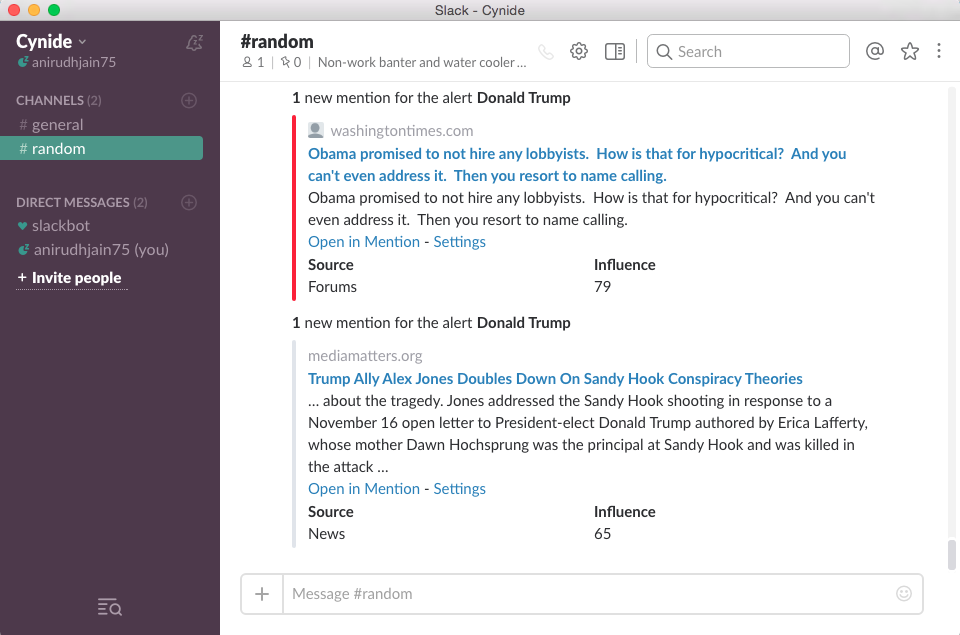 Slack - Cynide
Cynide
anirudhjain75
CHANNELS (2)
# general
# random
DIRECT MESSAGES (2)
slackbot
anirudhjain75 (you)
+ Invite people
#random
1 | 0 | Non-work banter and water cooler ...
Search
1 new mention for the alert Donald Trump
washingtontimes.com
Obama promised to not hire any lobbyists.  How is that for hypocritical?  And you
can't even address it.  Then you resort to name calling.
Obama promised to not hire any lobbyists.  How is that for hypocritical?  And you can't
even address it.  Then you resort to name calling.
Open in Mention - Settings
Source Influence
Forums 79
1 new mention for the alert Donald Trump
mediamatters.org
Trump Ally Alex Jones Doubles Down On Sandy Hook Conspiracy Theories
... about the tragedy. Jones addressed the Sandy Hook shooting in response to a
November 16 open letter to President-elect Donald Trump authored by Erica Lafferty,
whose mother Dawn Hochsprung was the principal at Sandy Hook and was killed in
the attack ...
Open in Mention - Settings
Source Influence
News 65
Message #random